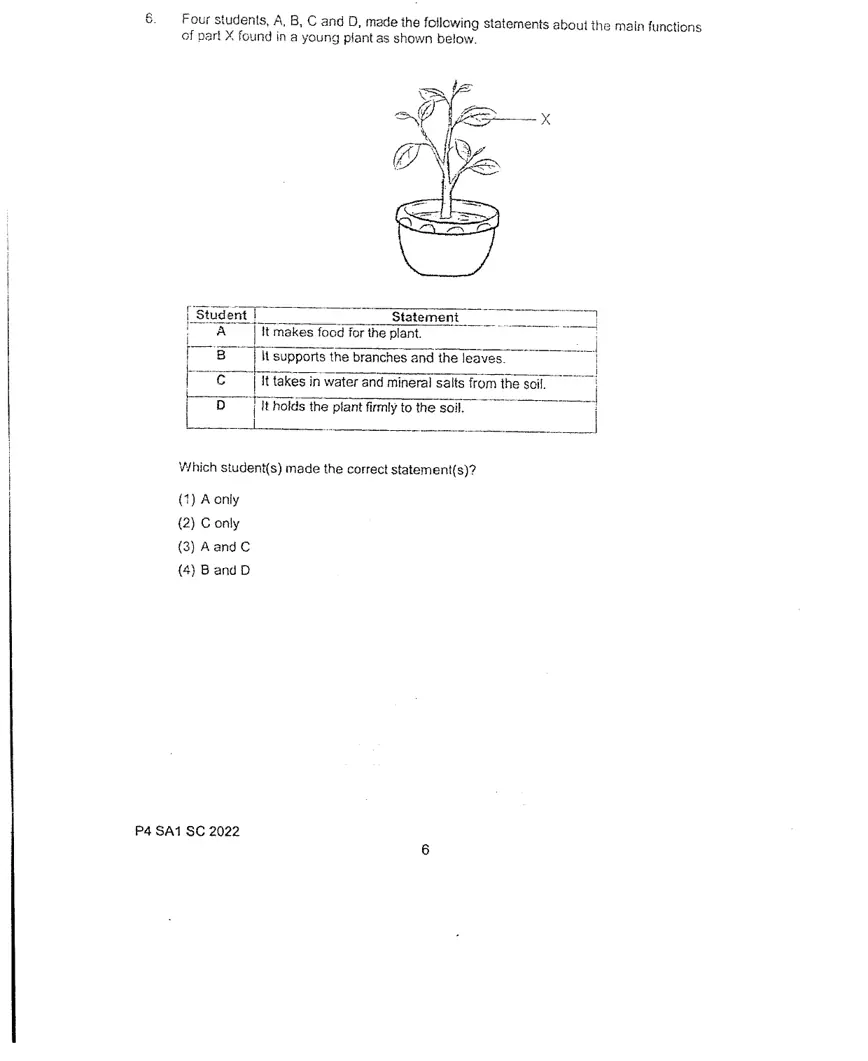 6. Four students, A, B, C and D, made the following statements about the main functions
of part X found in a young plant as shown below.
X
Student Statement
A It makes food for the plant.
B It supports the branches and the leaves.
C It takes in water and mineral salts from the soil.
D It holds the plant firmly to the soil.
Which student(s) made the correct statement(s)?
(1) A only
(2) C only
(3) A and C
(4) B and D
P4 SA1 SC 2022
6